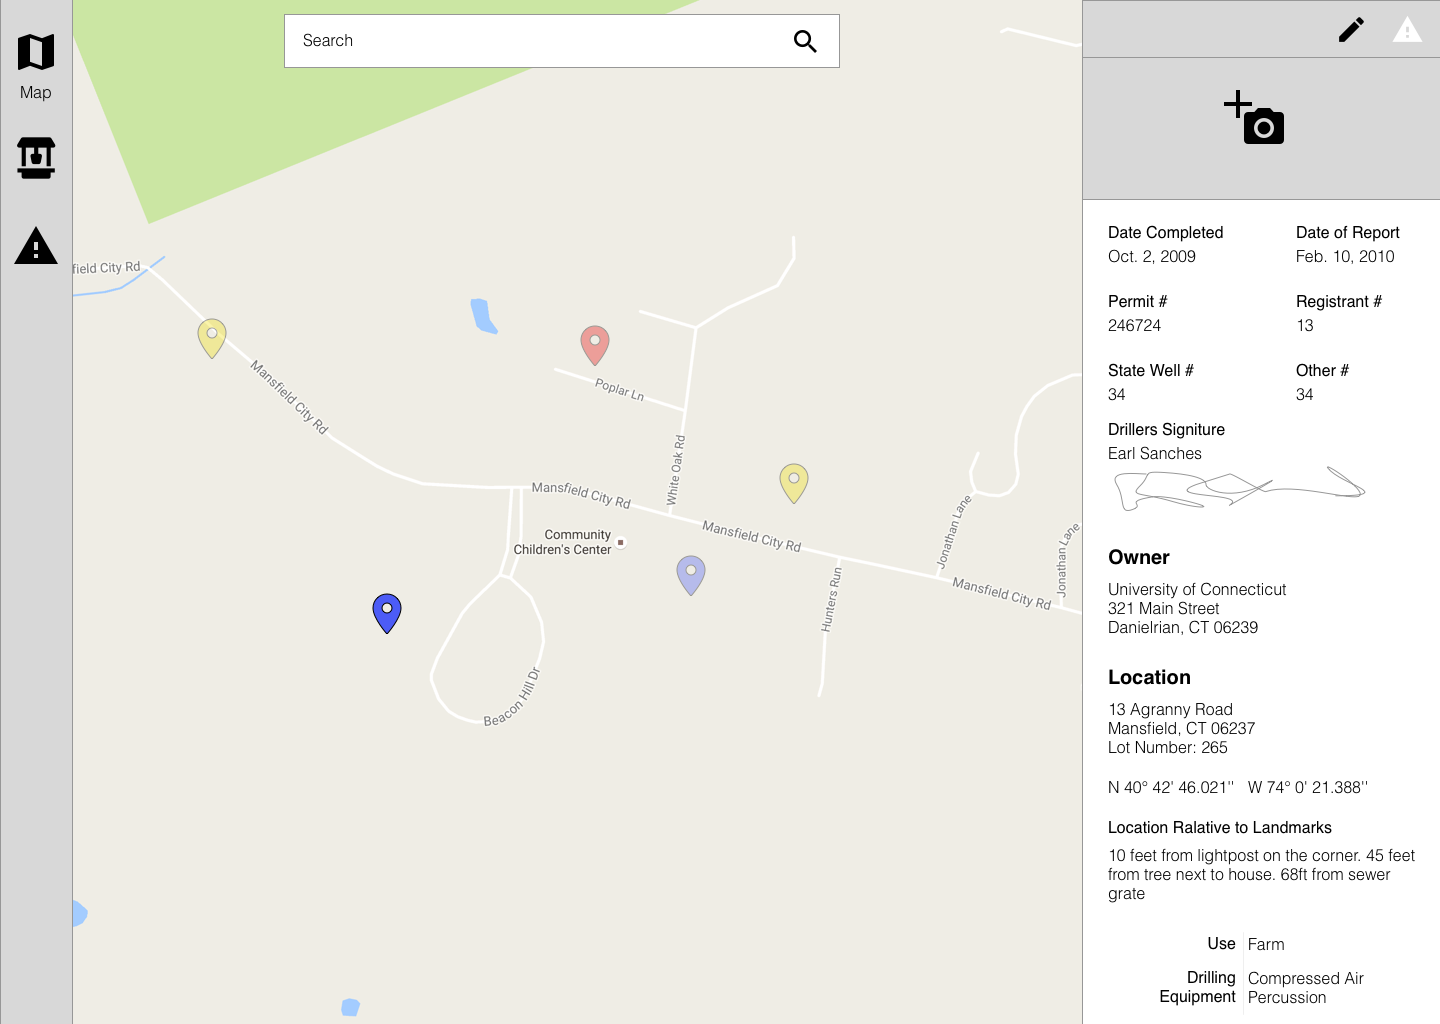 Search
Map
field City Rd
Mansfield City Rd
Poplar Ln
White Oak Rd
Mansfield City Rd
Mansfield City Rd
Community
Children's Center
Jonathan Lane
Jonathan Lane
Mansfield City Rd
Hunters Run
Beacon Hill Dr
Date Completed
Oct. 2, 2009
Date of Report
Feb. 10, 2010
Permit #
246724
Registrant #
13
State Well #
34
Other #
34
Drillers Signiture
Earl Sanches
Owner
University of Connecticut
321 Main Street
Danielrian, CT 06239
Location
13 Agranny Road
Mansfield, CT 06237
Lot Number: 265
N 40° 42' 46.021'' W 74° 0' 21.388''
Location Ralative to Landmarks
10 feet from lightpost on the corner. 45 feet
from tree next to house. 68ft from sewer
grate
Use Farm
Drilling Equipment
Compressed Air Percussion